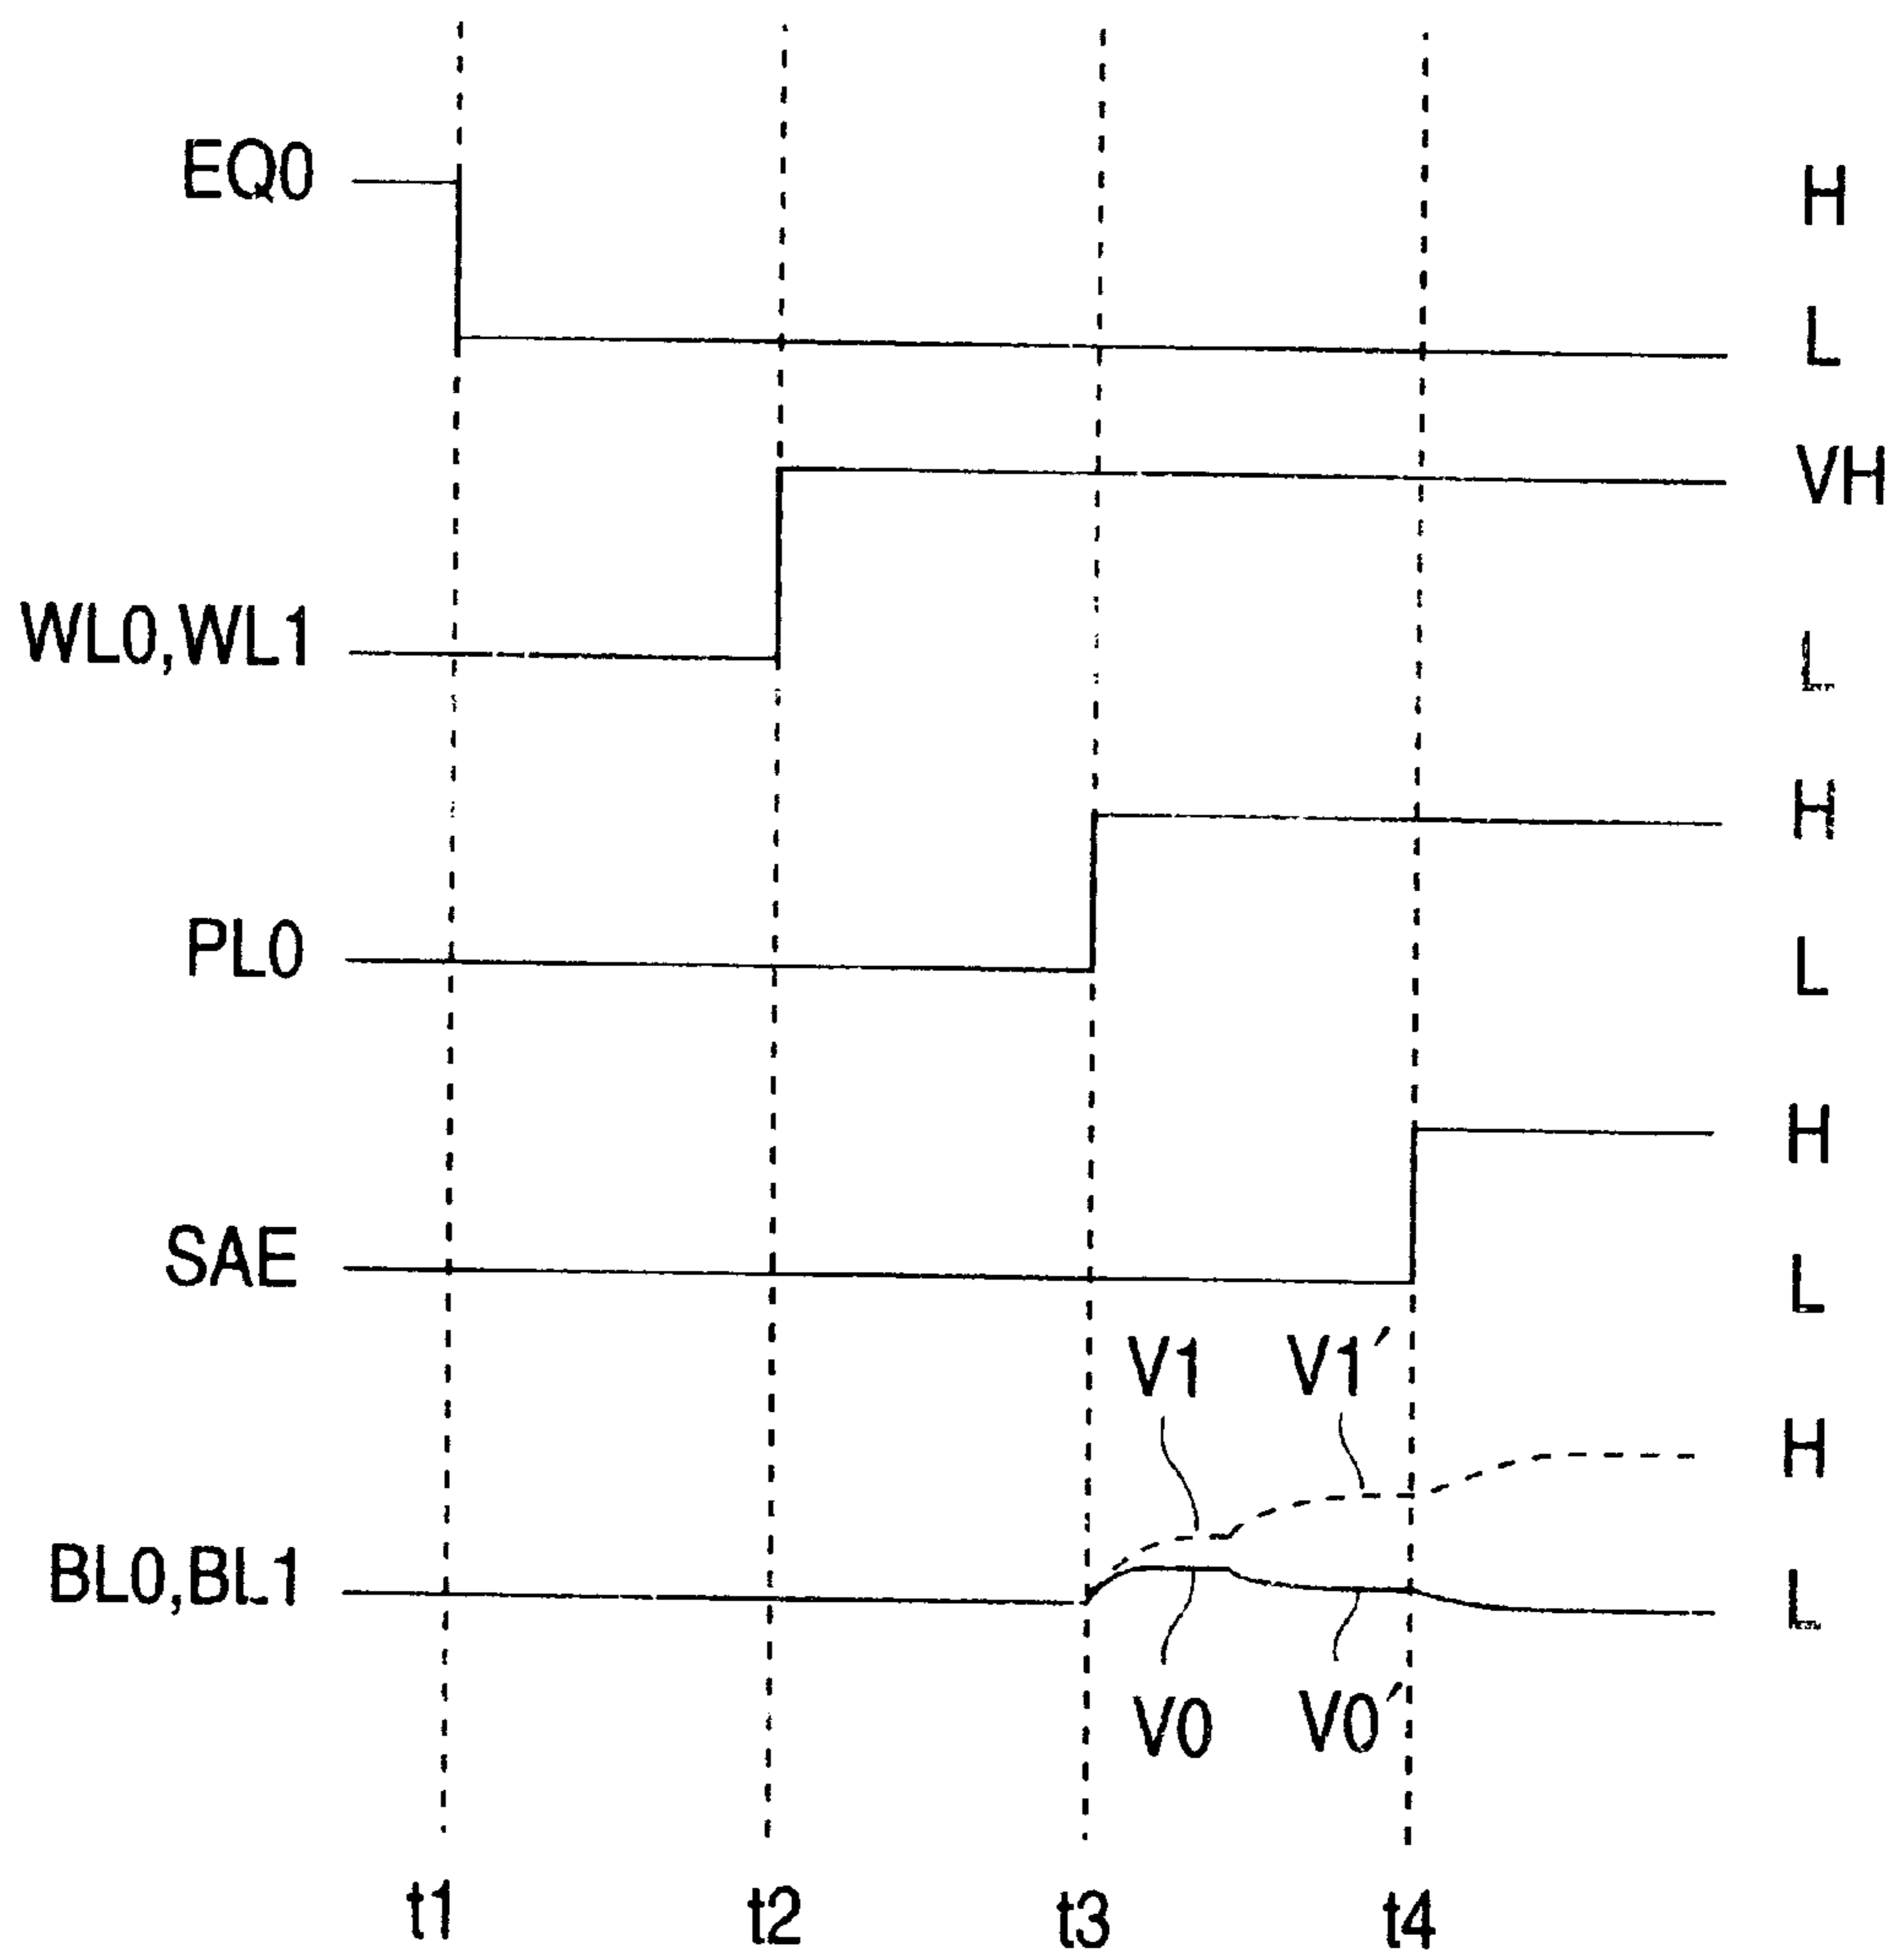 EQ0
H
L
VH
WL0,WL1
L
H
PL0
L
H
SAE
L
V1 V1′
H
BL0,BL1
L
V0 V0′
t1 t2 t3 t4